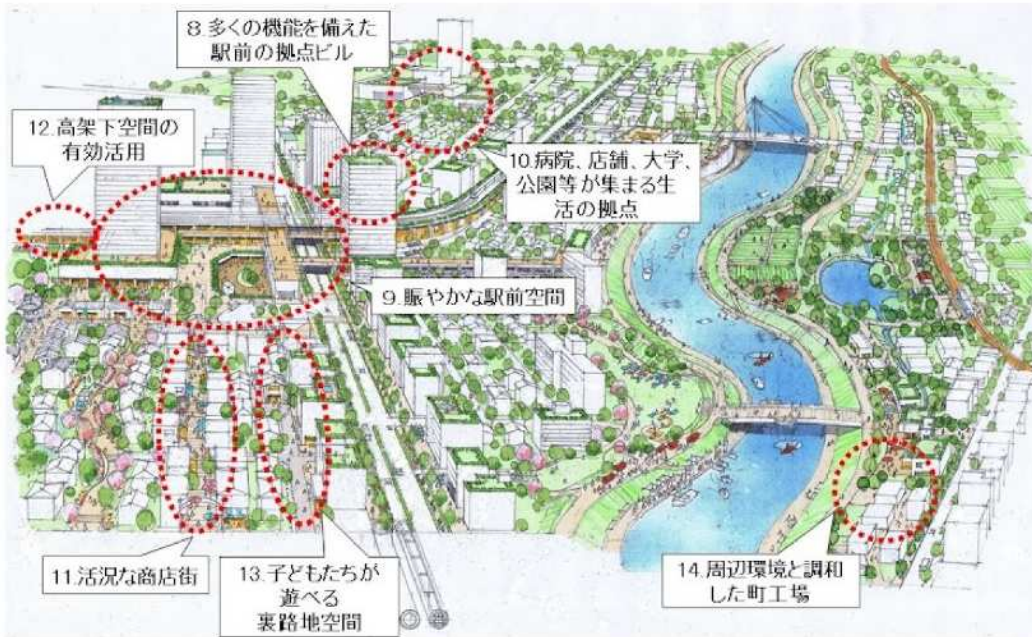 8.多くの機能を備えた
駅前の拠点ビル
12.高架下空間の
有効活用
10.病院、店舗、大学、
公園等が集まる生
活の拠点
9.賑やかな駅前空間
11.活況な商店街
13.子どもたちが
遊べる
裏路地空間
14.周辺環境と調和
した町工場